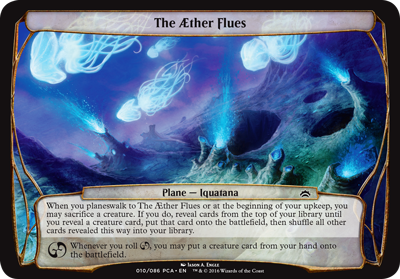 The Æther Flues
Plane — Iquatana
When you planeswalk to The Æther Flues or at the beginning of your upkeep, you
may sacrifice a creature. If you do, reveal cards from the top of your library until
you reveal a creature card, put that card onto the battlefield, then shuffle all other
cards revealed this way into your library.
Whenever you roll , you may put a creature card from your hand onto
the battlefield.
Jason A. Engle
010/086 PCA • EN ™ & © 2016 Wizards of the Coast